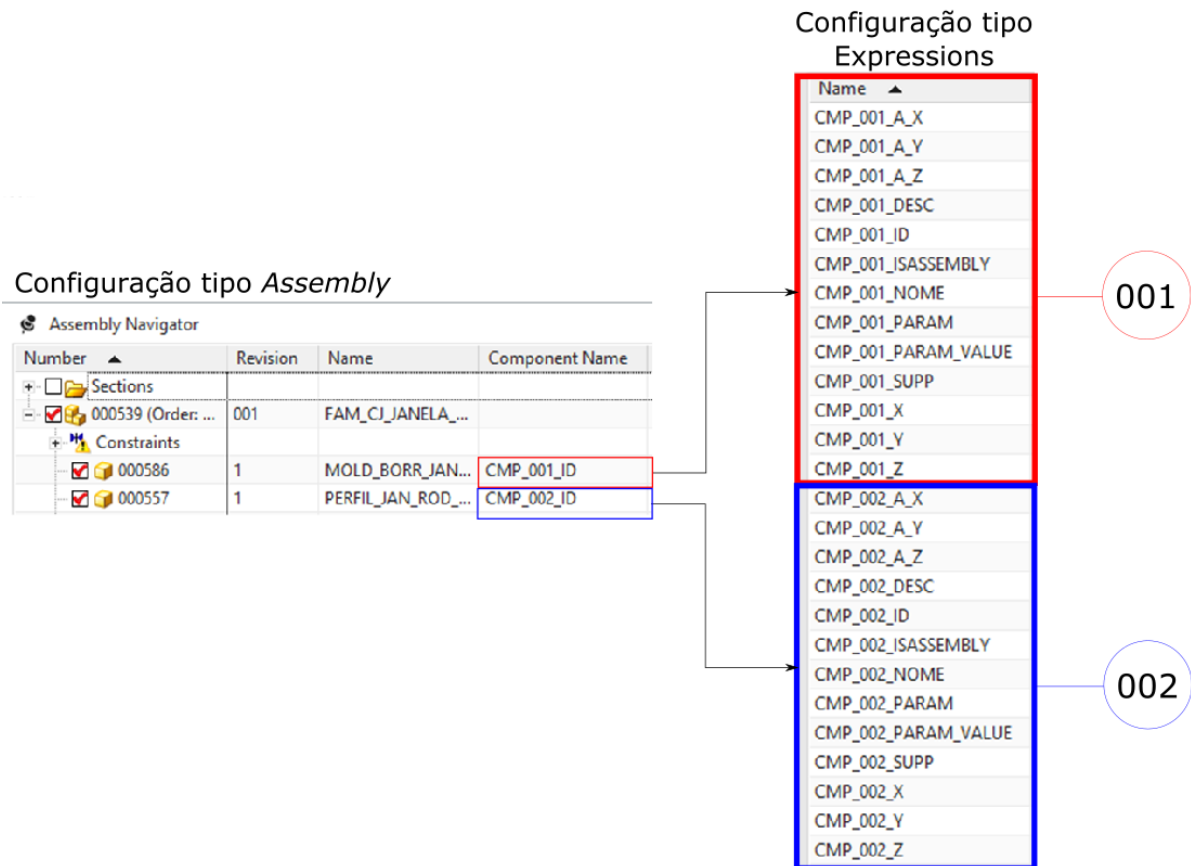 Configuração tipo
Expressions
Name
CMP_001_A_X
CMP_001_A_Y
CMP_001_A_Z
CMP_001_DESC
CMP_001_ID
CMP_001_ISASSEMBLY
CMP_001_NOME
CMP_001_PARAM
CMP_001_PARAM_VALUE
CMP_001_SUPP
CMP_001_X
CMP_001_Y
CMP_001_Z
001
CMP_002_A_X
CMP_002_A_Y
CMP_002_A_Z
CMP_002_DESC
CMP_002_ID
CMP_002_ISASSEMBLY
CMP_002_NOME
CMP_002_PARAM
CMP_002_PARAM_VALUE
CMP_002_SUPP
CMP_002_X
CMP_002_Y
CMP_002_Z
002
Configuração tipo Assembly
Assembly Navigator
Number Revision Name Component Name
Sections
000539 (Order: ... 001 FAM_CJ_JANELA_...
Constraints
000586 1 MOLD_BORR_JAN... CMP_001_ID
000557 1 PERFIL_JAN_ROD_... CMP_002_ID